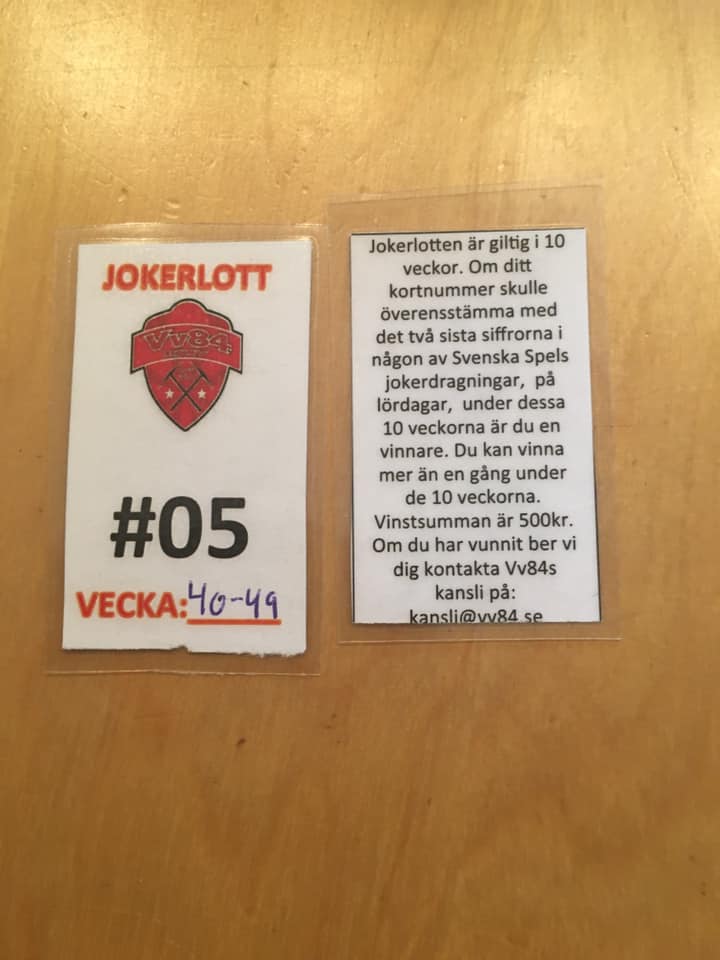 JOKERLOTT
Vv84
#05
VECKA: 40-49
Jokerlotten är giltig i 10
veckor. Om ditt
kortnummer skulle
överensstämma med
det två sista siffrorna i
någon av Svenska Spels
jokerdragningar, på
lördagar, under dessa
10 veckorna är du en
vinnare. Du kan vinna
mer än en gång under
de 10 veckorna.
Vinstsumman är 500kr.
Om du har vunnit ber vi
dig kontakta Vv84s
kansli på:
kansli@vv84.se